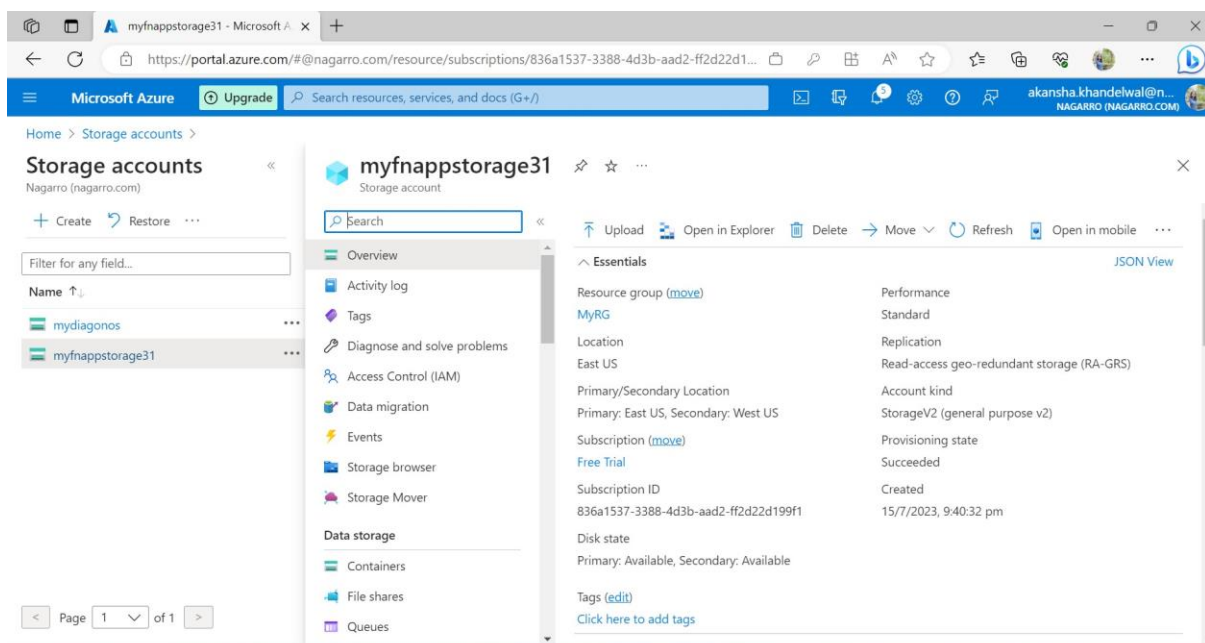 myfnappstorage31 - Microsoft A
https://portal.azure.com/#@nagarro.com/resource/subscriptions/836a1537-3388-4d3b-aad2-ff2d22d1...
Microsoft Azure
Upgrade
Search resources, services, and docs (G+/)
5
akansha.khandelwal@n...
NAGARRO (NAGARRO.COM)
Home > Storage accounts >
Storage accounts
Nagarro (nagarro.com)
+ Create Restore ...
Filter for any field...
Name ↑↓
mydiagonos ...
myfnappstorage31 ...
< Page 1 of 1 >
myfnappstorage31 ...
Storage account
Search
Overview
Activity log
Tags
Diagnose and solve problems
Access Control (IAM)
Data migration
Events
Storage browser
Storage Mover
Data storage
Containers
File shares
Queues
Upload Open in Explorer Delete Move Refresh Open in mobile ...
Essentials
JSON View
Resource group (move)
MyRG
Location
East US
Primary/Secondary Location
Primary: East US, Secondary: West US
Subscription (move)
Free Trial
Subscription ID
836a1537-3388-4d3b-aad2-ff2d22d199f1
Disk state
Primary: Available, Secondary: Available
Tags (edit)
Click here to add tags
Performance
Standard
Replication
Read-access geo-redundant storage (RA-GRS)
Account kind
StorageV2 (general purpose v2)
Provisioning state
Succeeded
Created
15/7/2023, 9:40:32 pm